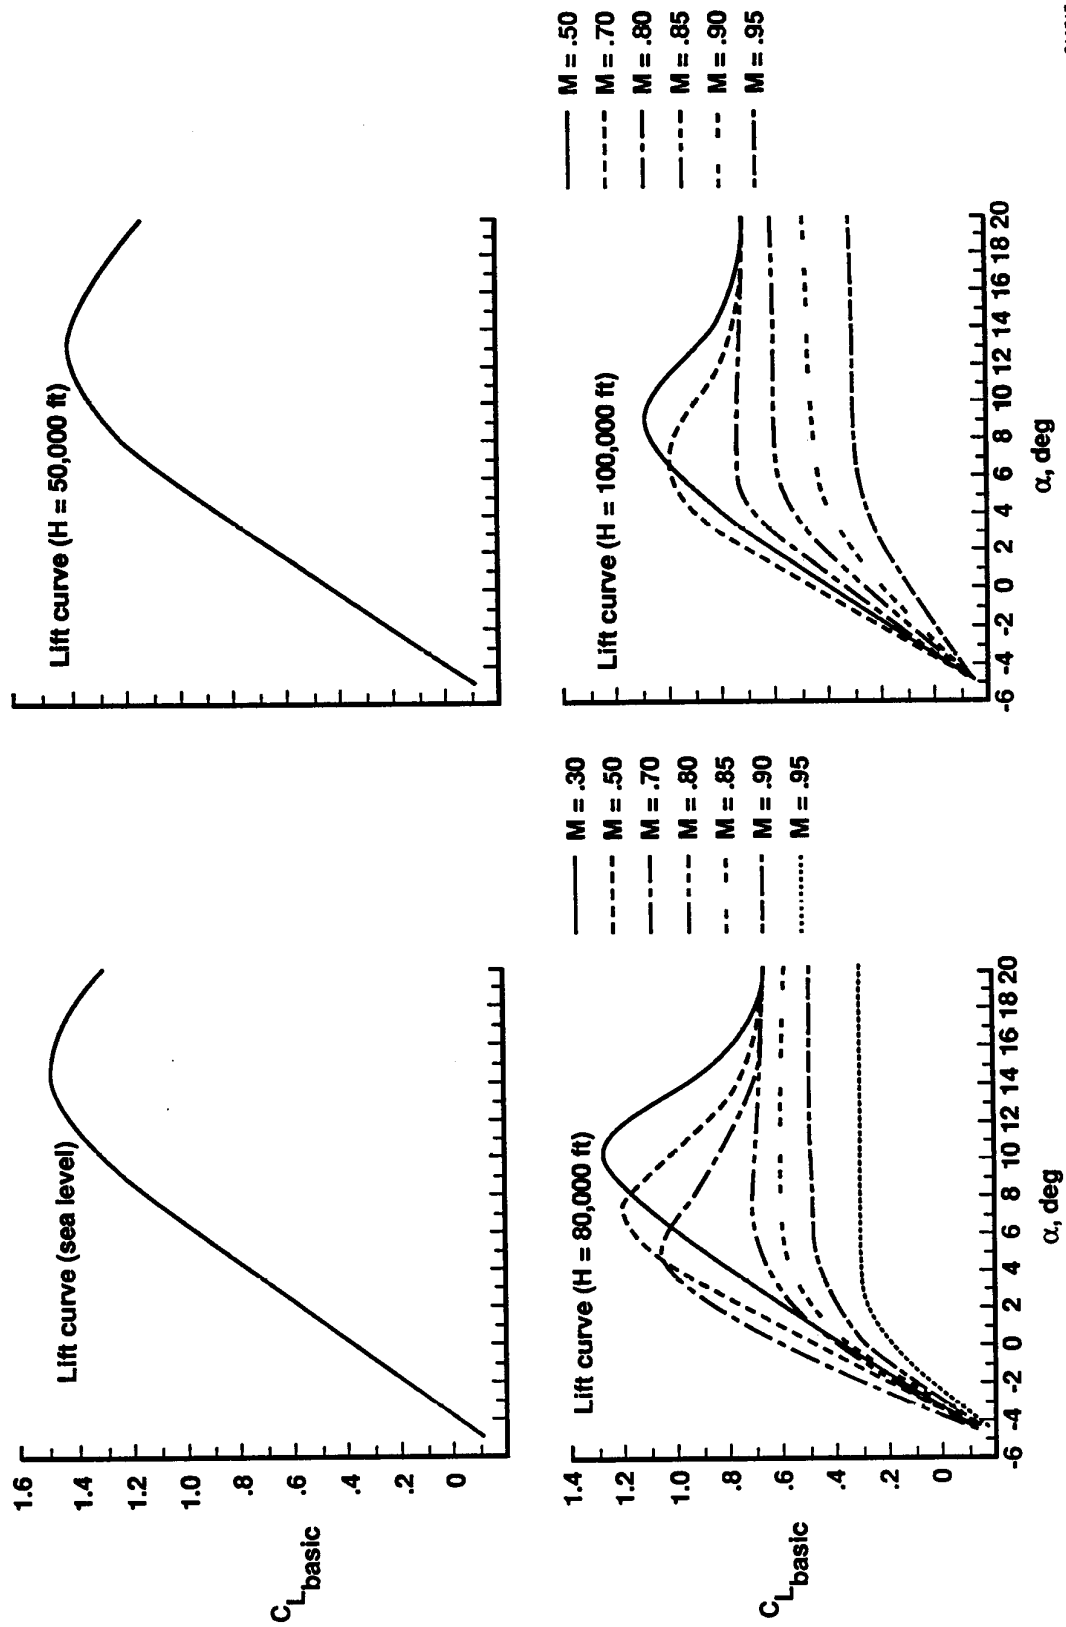 Lift curve (sea level)
1.6
1.4
1.2
1.0
.8
.6
.4
.2
0
C_L basic
Lift curve (H = 50,000 ft)
Lift curve (H = 80,000 ft)
1.4
1.2
1.0
.8
.6
.4
.2
0
C_L basic
-6 -4 -2 0 2 4 6 8 10 12 14 16 18 20
α, deg
M = .30
M = .50
M = .70
M = .80
M = .85
M = .90
M = .95
Lift curve (H = 100,000 ft)
-6 -4 -2 0 2 4 6 8 10 12 14 16 18 20
α, deg
M = .50
M = .70
M = .80
M = .85
M = .90
M = .95